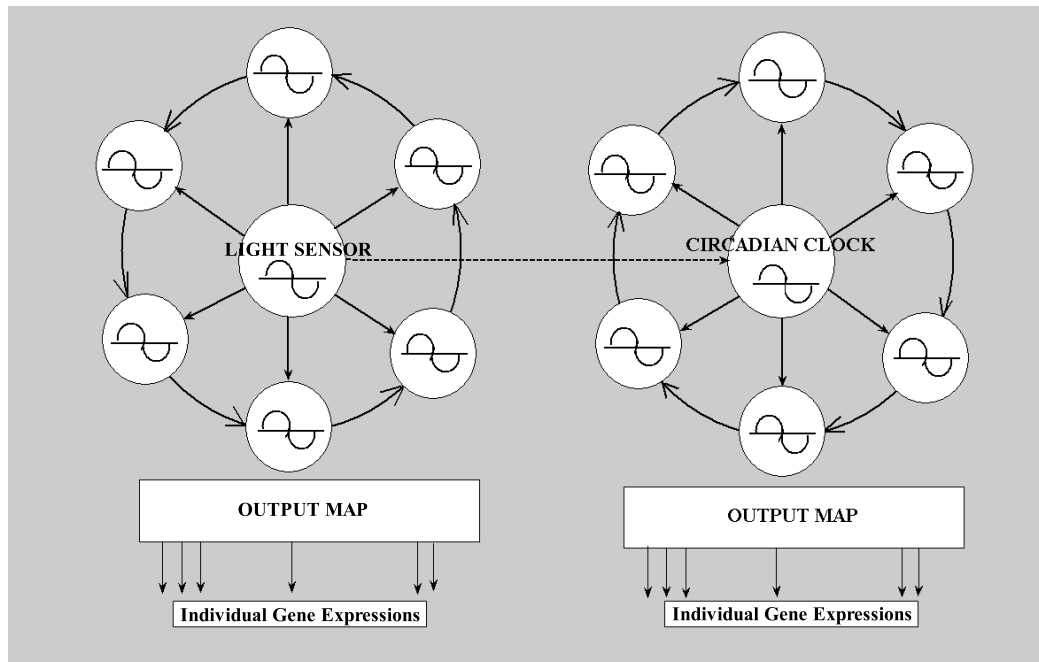 LIGHT SENSOR
CIRCADIAN CLOCK
OUTPUT MAP
OUTPUT MAP
Individual Gene Expressions
Individual Gene Expressions